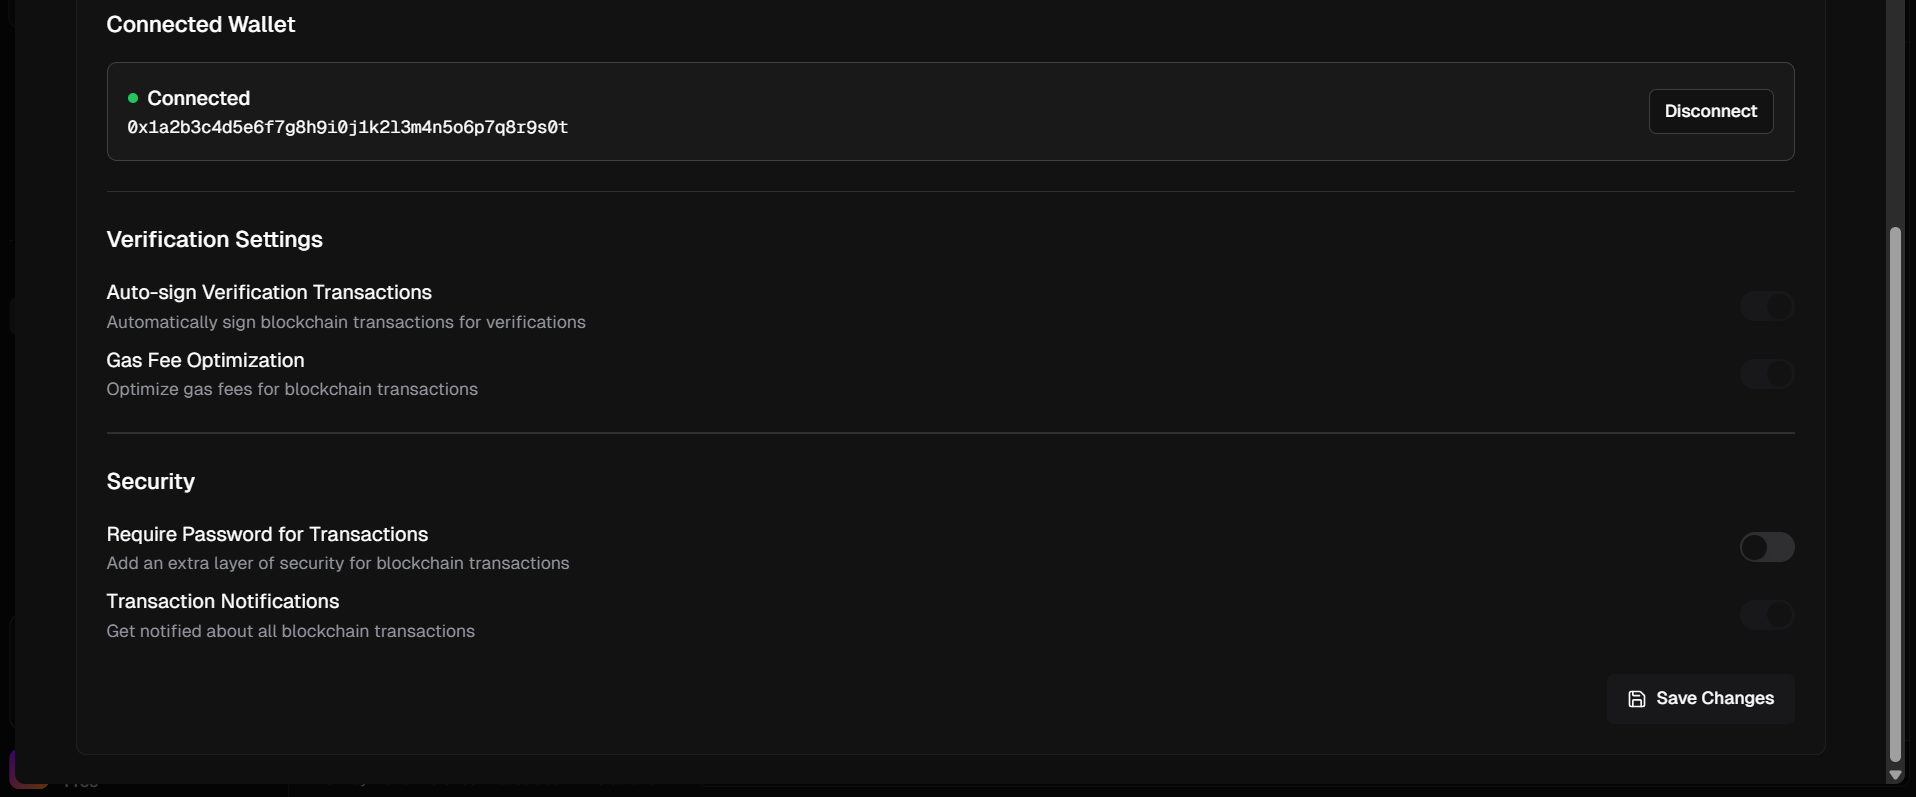 Connected Wallet
Connected
0x1a2b3c4d5e6f7g8h9i0j1k2l3m4n5o6p7q8r9s0t
Disconnect
Verification Settings
Auto-sign Verification Transactions
Automatically sign blockchain transactions for verifications
Gas Fee Optimization
Optimize gas fees for blockchain transactions
Security
Require Password for Transactions
Add an extra layer of security for blockchain transactions
Transaction Notifications
Get notified about all blockchain transactions
Save Changes